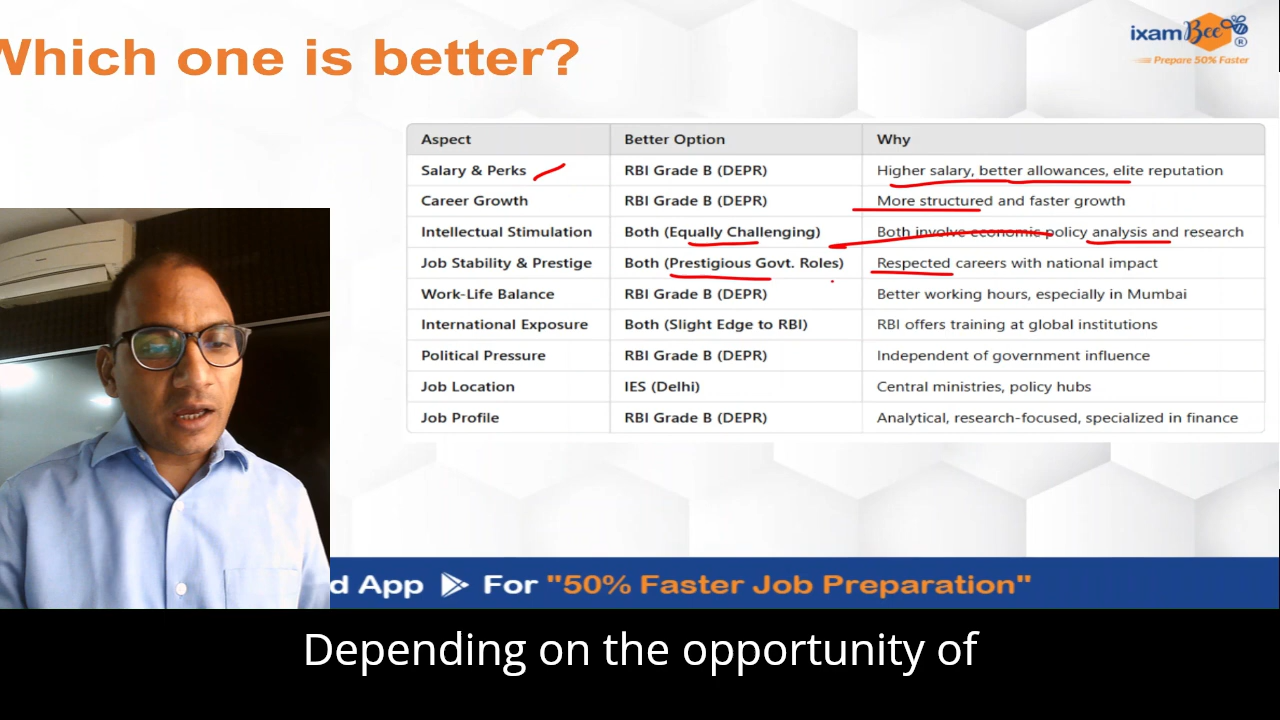 Which one is better?
ixamBee ®
Prepare 50% Faster
Aspect Better Option Why
Salary & Perks RBI Grade B (DEPR) Higher salary, better allowances, elite reputation
Career Growth RBI Grade B (DEPR) More structured and faster growth
Intellectual Stimulation Both (Equally Challenging) Both involve economic policy analysis and research
Job Stability & Prestige Both (Prestigious Govt. Roles) Respected careers with national impact
Work-Life Balance RBI Grade B (DEPR) Better working hours, especially in Mumbai
International Exposure Both (Slight Edge to RBI) RBI offers training at global institutions
Political Pressure RBI Grade B (DEPR) Independent of government influence
Job Location IES (Delhi) Central ministries, policy hubs
Job Profile RBI Grade B (DEPR) Analytical, research-focused, specialized in finance
d App For "50% Faster Job Preparation"
Depending on the opportunity of